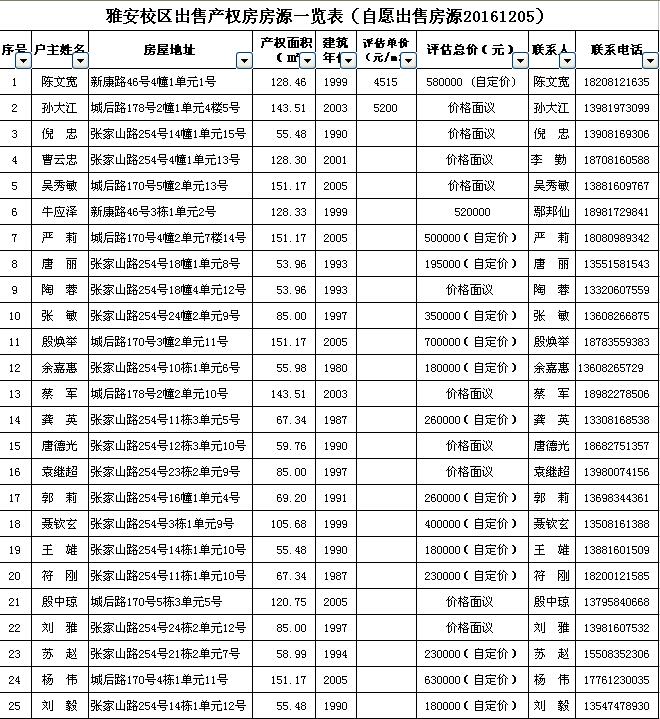 雅安校区出售产权房房源一览表（自愿出售房源20161205）
序号 户主姓名 房屋地址 产权面积（㎡ 建筑年 评估单价（元/㎡ 评估总价（元） 联系人 联系电话
1 陈文宽 新康路46号4幢1单元1号 128.46 1999 4515 580000（自定价） 陈文宽 18208121635
2 孙大江 城后路178号2幢1单元4楼5号 143.51 2003 5200 价格面议 孙大江 13981973099
3 倪 忠 张家山路254号14幢1单元15号 55.48 1990 价格面议 倪 忠 13908169306
4 曹云忠 张家山路254号4幢1单元13号 128.30 2001 价格面议 李 勤 18708160588
5 吴秀敏 城后路170号5幢2单元13号 151.17 2005 价格面议 吴秀敏 13881609767
6 牛应泽 新康路46号3栋1单元2号 128.33 1999 520000 鄢邦仙 18981729841
7 严 莉 城后路170号4幢2单元7楼14号 151.17 2005 500000（自定价） 严 莉 18080989342
8 唐 丽 张家山路254号18幢1单元8号 53.96 1993 195000（自定价） 唐 丽 13551581543
9 陶 蓉 张家山路254号18幢4单元12号 53.96 1993 价格面议 陶 蓉 13320607559
10 张 敏 张家山路254号24幢2单元9号 85.00 1997 350000（自定价） 张 敏 13608266875
11 殷焕举 城后路170号3幢2单元11号 151.17 2005 700000（自定价） 殷焕举 18783559383
12 余嘉惠 张家山路254号10栋1单元6号 55.98 1980 180000（自定价） 余嘉惠 13608265729
13 蔡 军 城后路178号2幢2单元10号 143.51 2003 价格面议 蔡 军 18982278506
14 龚 英 张家山路254号11栋3单元5号 67.34 1987 260000（自定价） 龚 英 13308168538
15 唐德光 张家山路254号12栋3单元10号 59.76 1990 价格面议 唐德光 18682751357
16 袁继超 张家山路254号23栋2单元9号 85.00 1997 价格面议 袁继超 13980074156
17 郭 莉 张家山路254号16幢1单元4号 69.20 1991 260000（自定价） 郭 莉 13698344361
18 聂钦玄 张家山路254号3栋1单元9号 105.68 1999 400000（自定价） 聂钦玄 13508161388
19 王 雄 张家山路254号14栋1单元10号 55.48 1990 180000（自定价） 王 雄 13881601509
20 符 刚 张家山路254号11栋1单元10号 67.34 1987 230000（自定价） 符 刚 18200121585
21 殷中琼 城后路170号5栋3单元5号 120.75 2005 价格面议 殷中琼 13795840668
22 刘 雅 张家山路254号24栋2单元12号 85.00 1997 价格面议 刘 雅 13981607532
23 苏 赵 张家山路254号21栋2单元7号 58.99 1994 230000（自定价） 苏 赵 15508352306
24 杨 伟 城后路170号4栋1单元11号 151.17 2005 630000（自定价） 杨 伟 17761230035
25 刘 毅 张家山路254号14栋1单元12号 55.48 1990 180000（自定价） 刘 毅 13547478930